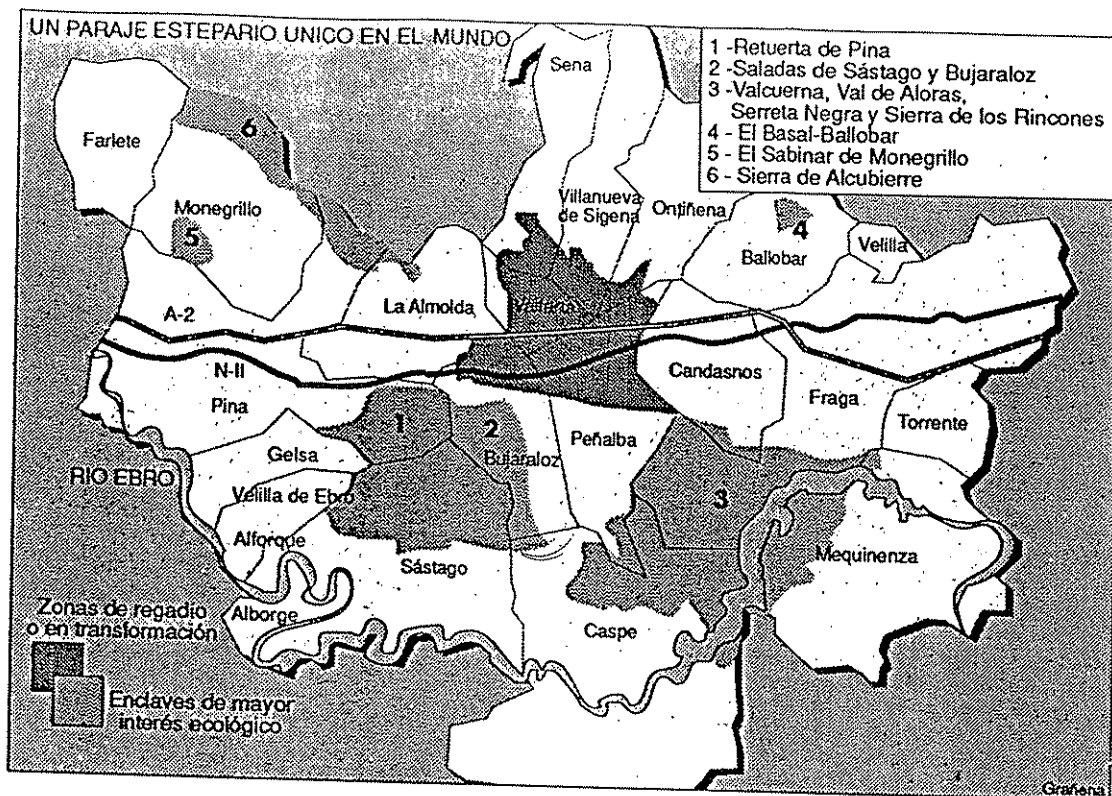 UN PARAJE ESTEPARIO UNICO EN EL MUNDO
1 -Retuerta de Pina
2 -Saladas de Sástago y Bujaraloz
3 -Valcuerna, Val de Aloras,
Serreta Negra y Sierra de los Rincones
4 - El Basal-Ballobar
5 - El Sabinar de Monegrillo
6 - Sierra de Alcubierre
Sena
6
Farlete
Monegrillo
5
Villanueva
de Sigena
Ontiñena
4
Ballobar
Velilla
A-2
La Almolda
N-II
Pina
Candasnos
Fraga
Torrente
1
2
Bujaraloz
Peñalba
Gelsa
RIO EBRO
Velilla de Ebro
3
Alforque
Sástago
Mequinenza
Alborge
Caspe
Zonas de regadío
o en transformación
Enclaves de mayor
interés ecológico
Grañena